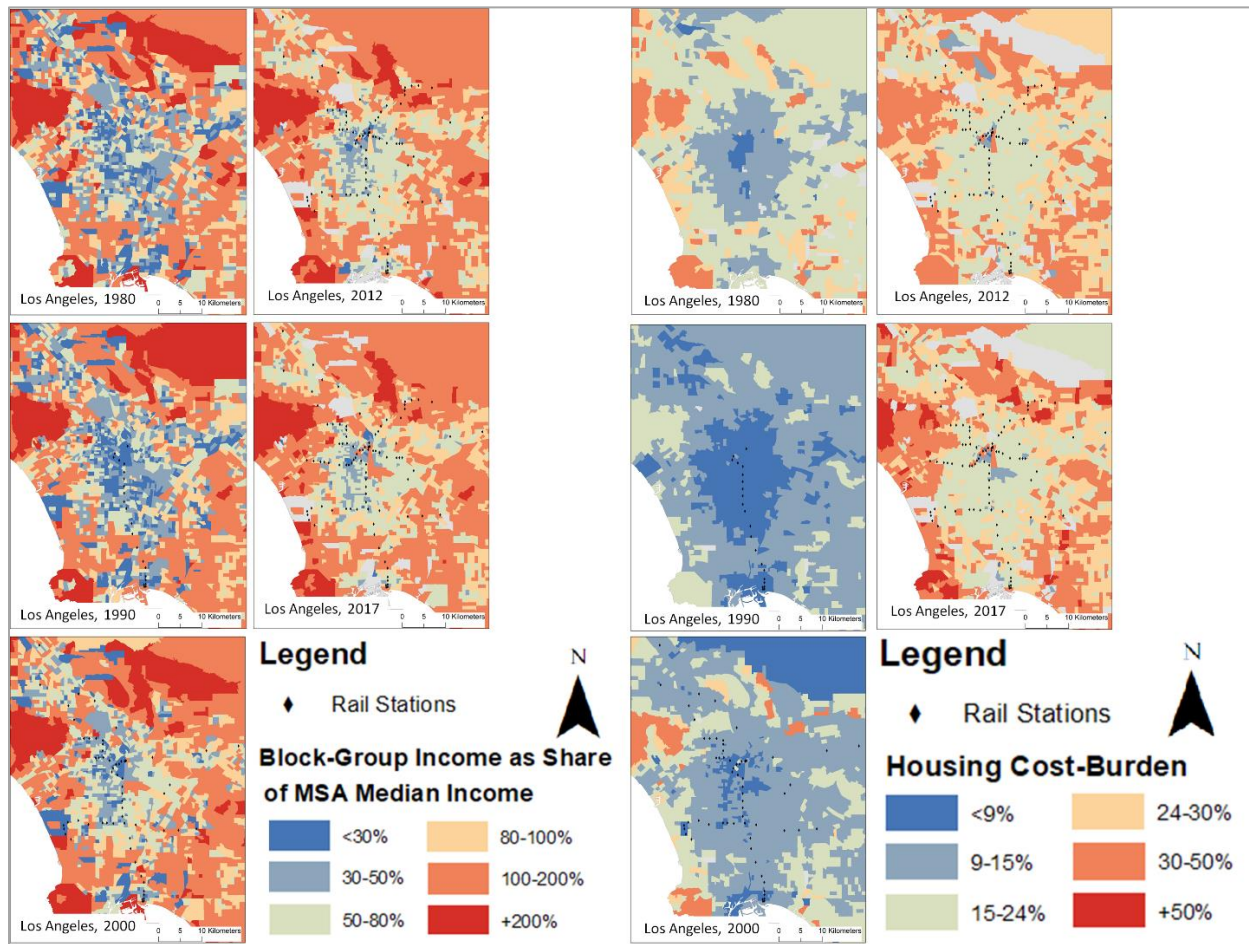 Los Angeles, 1980
0 5 10 Kilometers
Los Angeles, 2012
0 5 10 Kilometers
Los Angeles, 1980
0 5 10 Kilometers
Los Angeles, 2012
0 5 10 Kilometers
Los Angeles, 1990
0 5 10 Kilometers
Los Angeles, 2017
0 5 10 Kilometers
Los Angeles, 1990
0 5 10 Kilometers
Los Angeles, 2017
0 5 10 Kilometers
Los Angeles, 2000
0 5 10 Kilometers
Legend
N
Rail Stations
Block-Group Income as Share
of MSA Median Income
<30%
80-100%
30-50%
100-200%
50-80%
+200%
Los Angeles, 2000
0 5 10 Kilometers
Legend
N
Rail Stations
Housing Cost-Burden
<9%
24-30%
9-15%
30-50%
15-24%
+50%